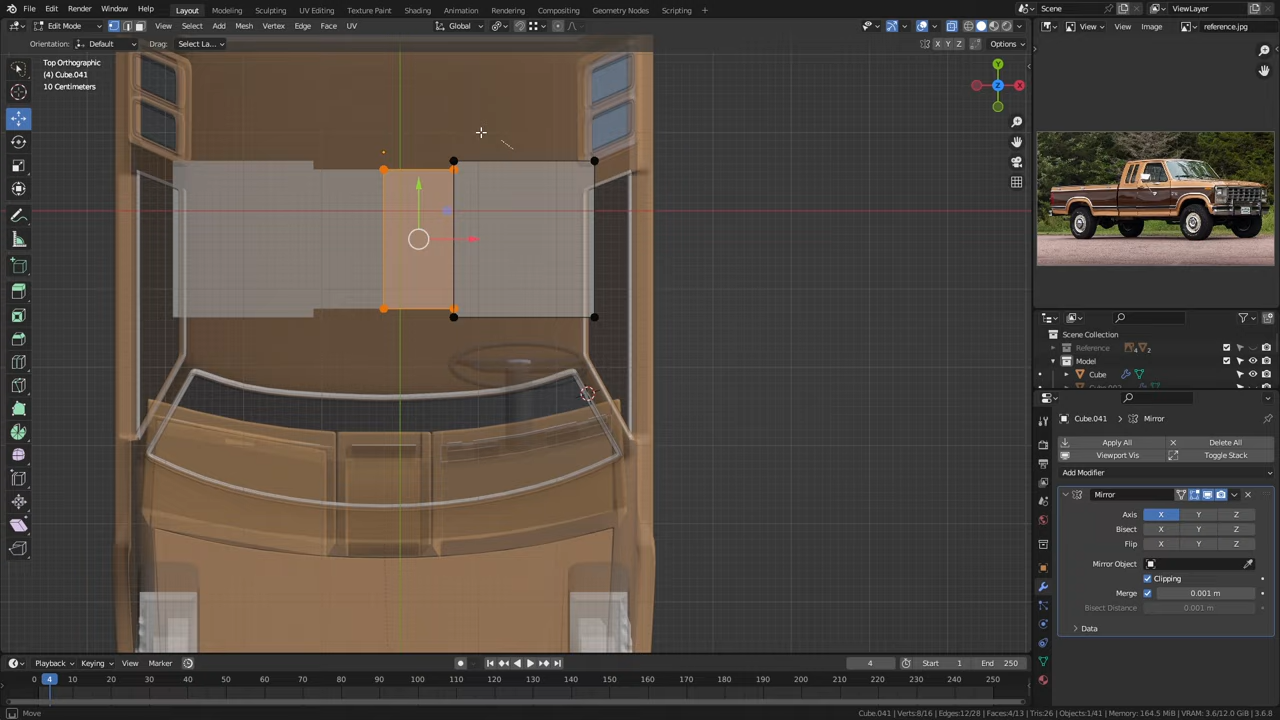 File Edit Render Window Help Layout Modeling Sculpting UV Editing Texture Paint Shading Animation Rendering Compositing Geometry Nodes Scripting + Scene ViewLayer
Edit Mode View Select Add Mesh Vertex Edge Face UV Global View View Image reference.jpg
Orientation: Default Drag: Select La... X Y Z Options
Top Orthographic
(4) Cube.041
10 Centimeters
Y
Z
X
Scene Collection
Reference 4 2
Model
Cube
Cube.041 > Mirror
Apply All Delete All
Viewport Vis Toggle Stack
Add Modifier
Mirror
Axis X Y Z
Bisect X Y Z
Flip X Y Z
Mirror Object
Clipping
Merge 0.001 m
Bisect Distance 0.001 m
Data
Playback Keying View Marker 4 Start 1 End 250
0 4 10 20 30 40 50 60 70 80 90 100 110 120 130 140 150 160 170 180 190 200 210 220 230 240 250
Move Cube.041 | Verts:8/16 | Edges:12/28 | Faces:4/13 | Tris:26 | Objects:1/41 | Memory: 164.5 MiB | VRAM: 3.6/12.0 GiB | 3.6.8